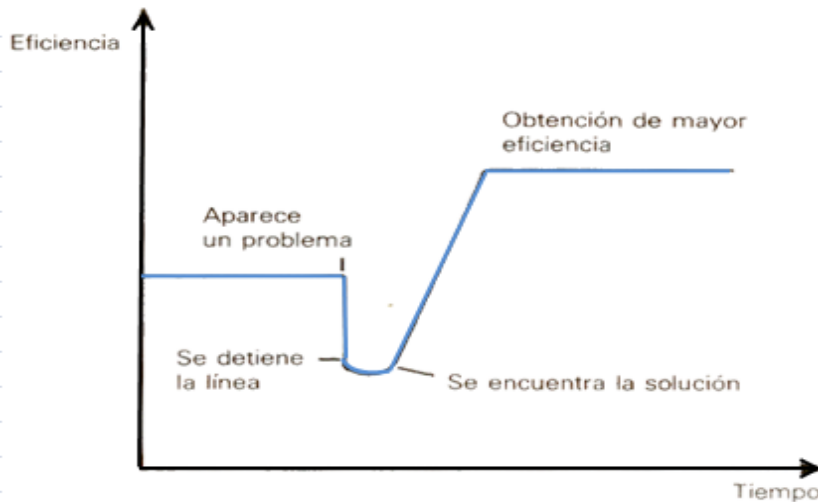 Eficiencia
Obtención de mayor
eficiencia
Aparece
un problema
Se detiene
la línea
Se encuentra la solución
Tiempo